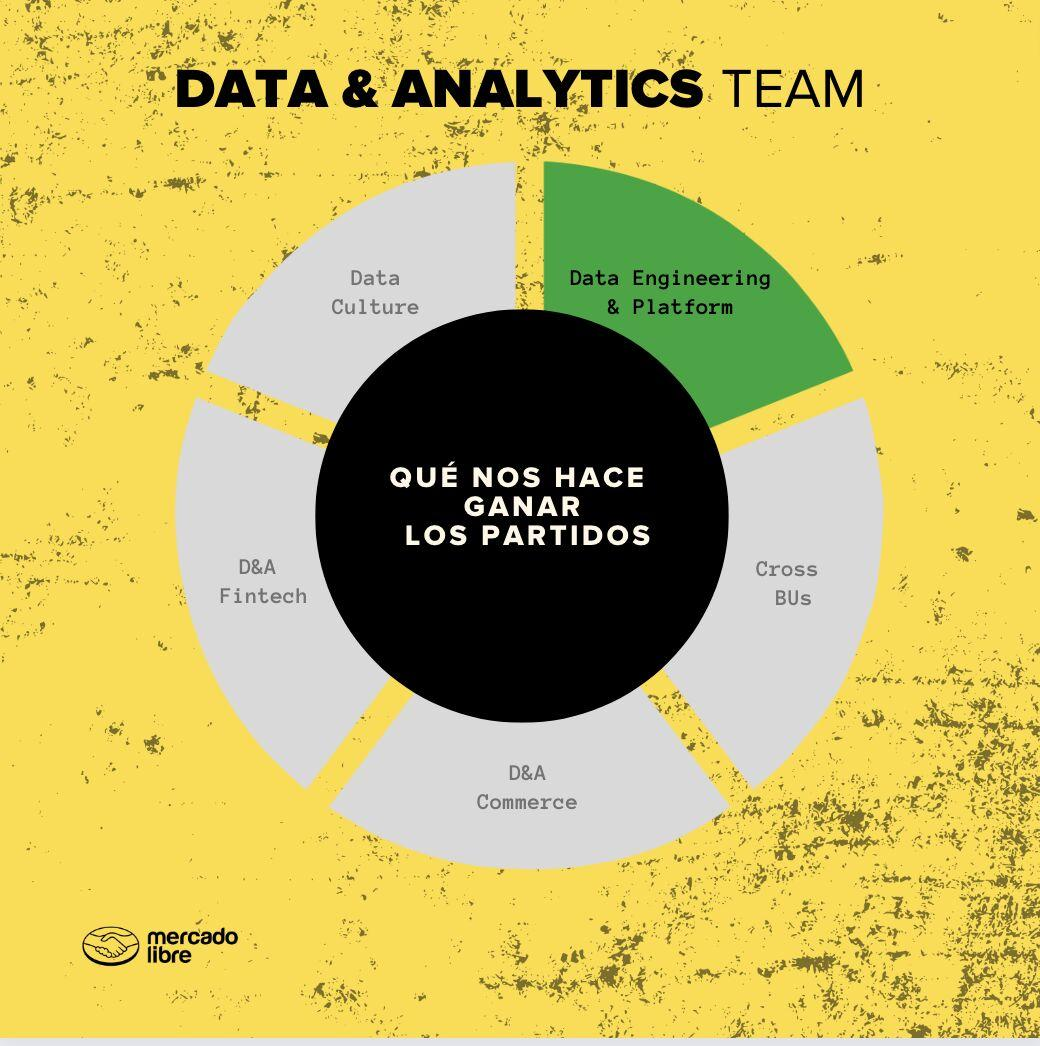 DATA & ANALYTICS TEAM
Data
Culture
Data Engineering
& Platform
QUÉ NOS HACE
GANAR
LOS PARTIDOS
D&A
Fintech
Cross
BUs
D&A
Commerce
mercado
libre